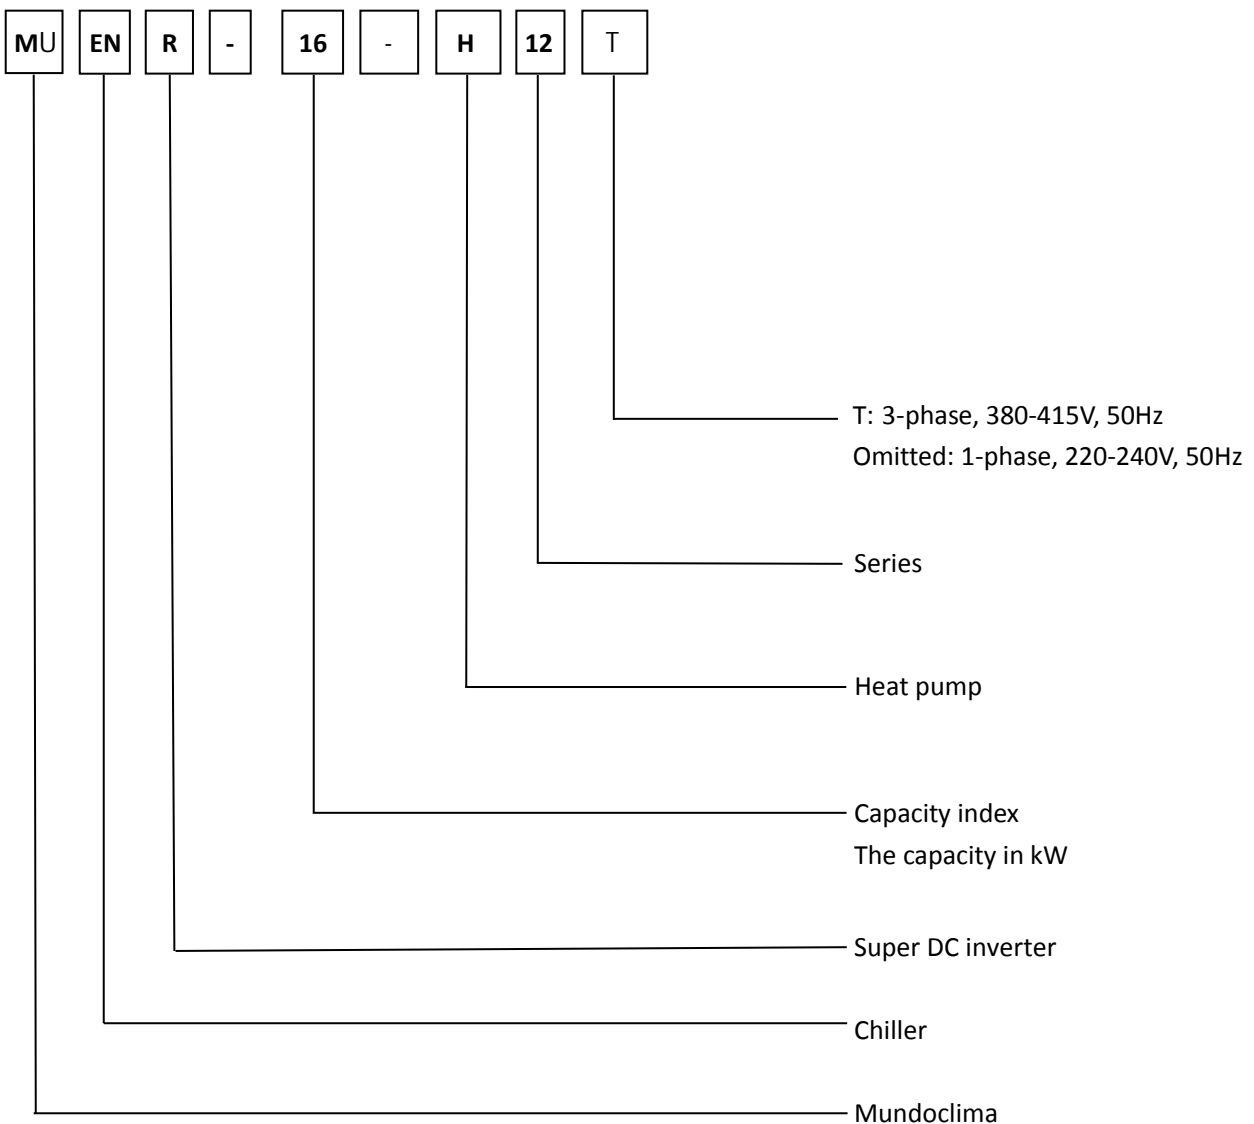 MU EN R - 16 - H 12 T
T: 3-phase, 380-415V, 50Hz
Omitted: 1-phase, 220-240V, 50Hz
Series
Heat pump
Capacity index
The capacity in kW
Super DC inverter
Chiller
Mundoclima